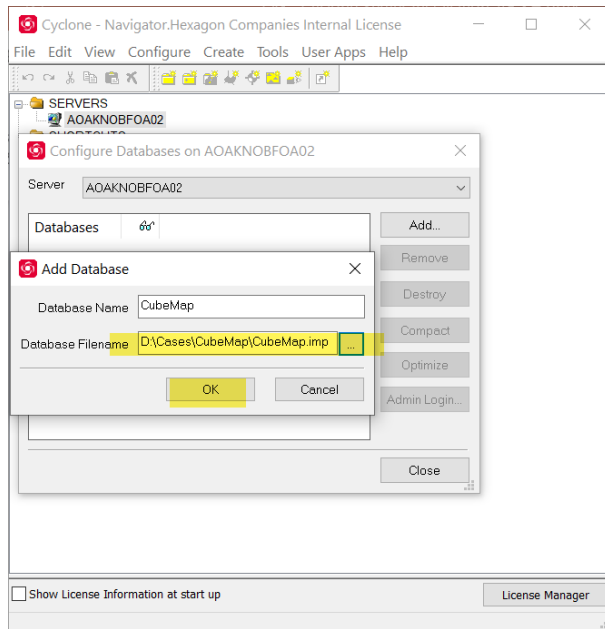 Cyclone - Navigator.Hexagon Companies Internal License
File Edit View Configure Create Tools User Apps Help
SERVERS
AOAKNOBFOA02
SHORTCUTS
Configure Databases on AOAKNOBFOA02
Server AOAKNOBFOA02
Databases
Add...
Remove
Add Database
Destroy
Database Name CubeMap
Compact
Database Filename D:\Cases\CubeMap\CubeMap.imp ...
Optimize
OK Cancel
Admin Login...
Close
Show License Information at start up
License Manager